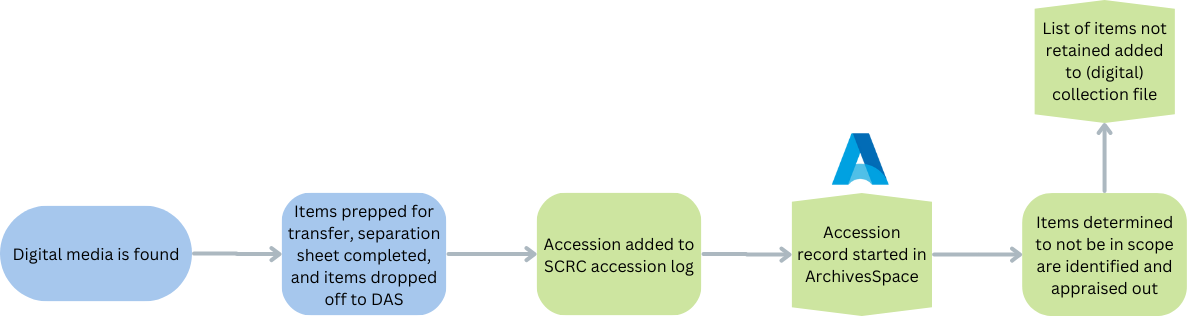 List of items not
retained added
to (digital)
collection file
Digital media is found
Items prepped for
transfer, separation
sheet completed,
and items dropped
off to DAS
Accession added to
SCRC accession log
Accession
record started in
ArchivesSpace
Items determined
to not be in scope
are identified and
appraised out